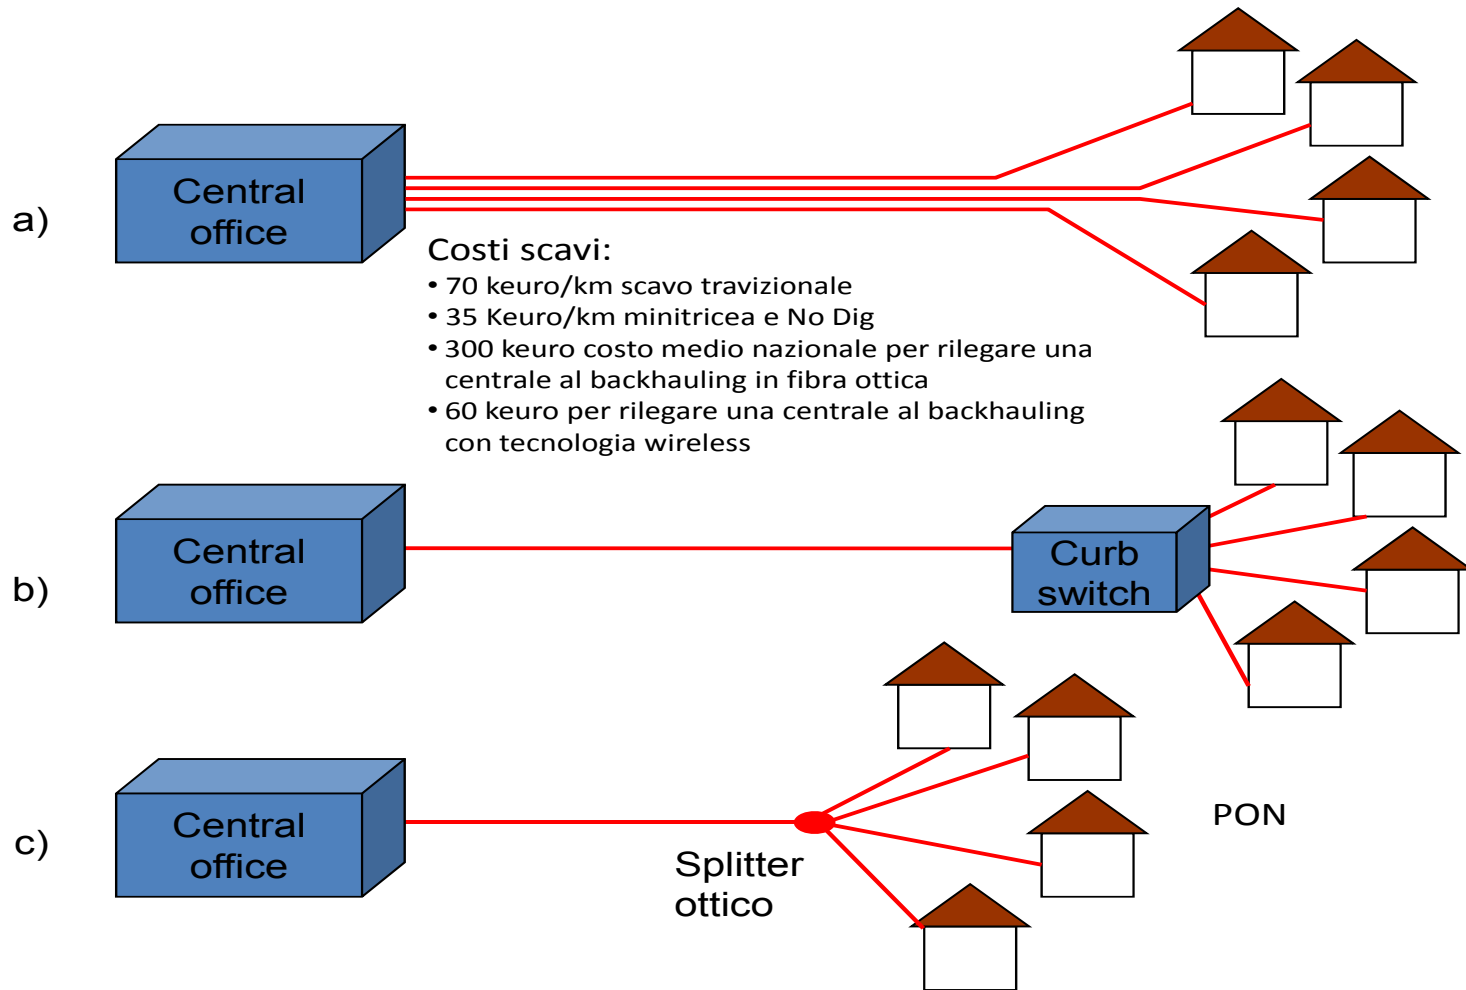 a)
Central
office
Costi scavi:
• 70 keuro/km scavo travizionale
• 35 Keuro/km minitricea e No Dig
• 300 keuro costo medio nazionale per rilegare una
centrale al backhauling in fibra ottica
• 60 keuro per rilegare una centrale al backhauling
con tecnologia wireless
b)
Central
office
Curb
switch
c)
Central
office
Splitter
ottico
PON